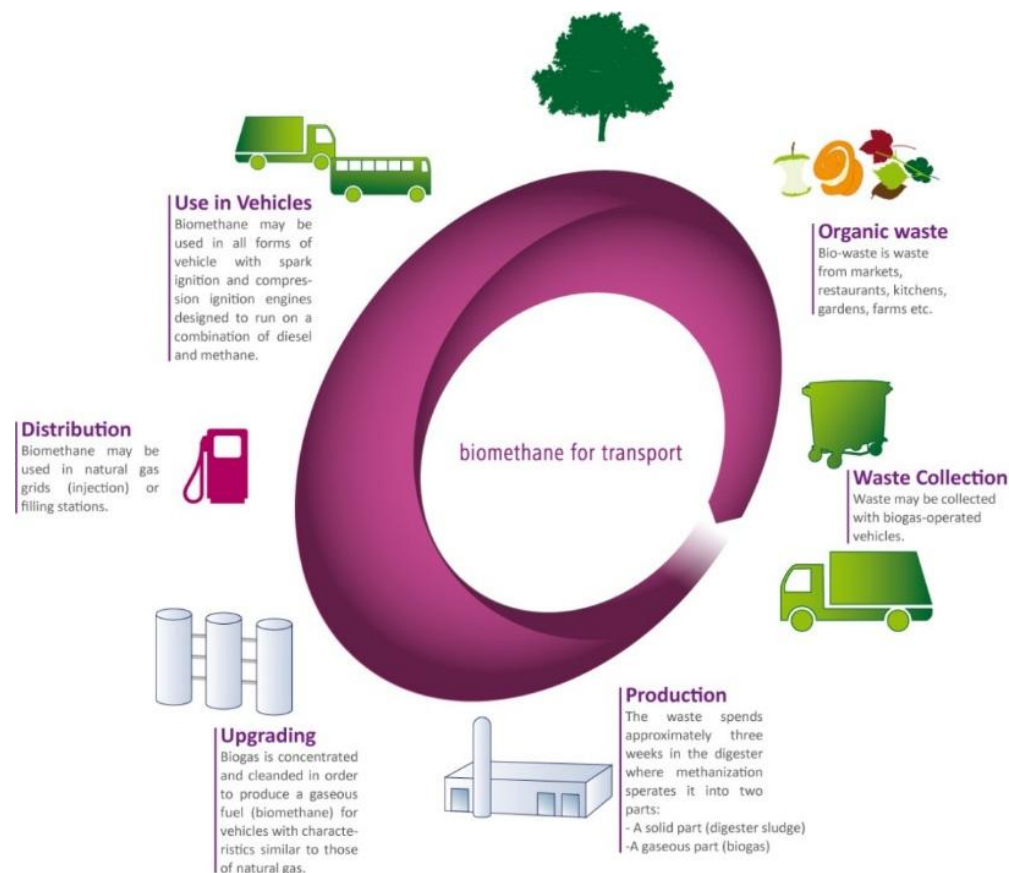 Use in Vehicles
Biomethane may be
used in all forms of
vehicle with spark
ignition and compres-
sion ignition engines
designed to run on a
combination of diesel
and methane.
Organic waste
Bio-waste is waste
from markets,
restaurants, kitchens,
gardens, farms etc.
Distribution
Biomethane may be
used in natural gas
grids (injection) or
filling stations.
biomethane for transport
Waste Collection
Waste may be collected
with biogas-operated
vehicles.
Upgrading
Biogas is concentrated
and cleanded in order
to produce a gaseous
fuel (biomethane) for
vehicles with characte-
ristics similar to those
of natural gas.
Production
The waste spends
approximately three
weeks in the digester
where methanization
sperates it into two
parts:
- A solid part (digester sludge)
-A gaseous part (biogas)